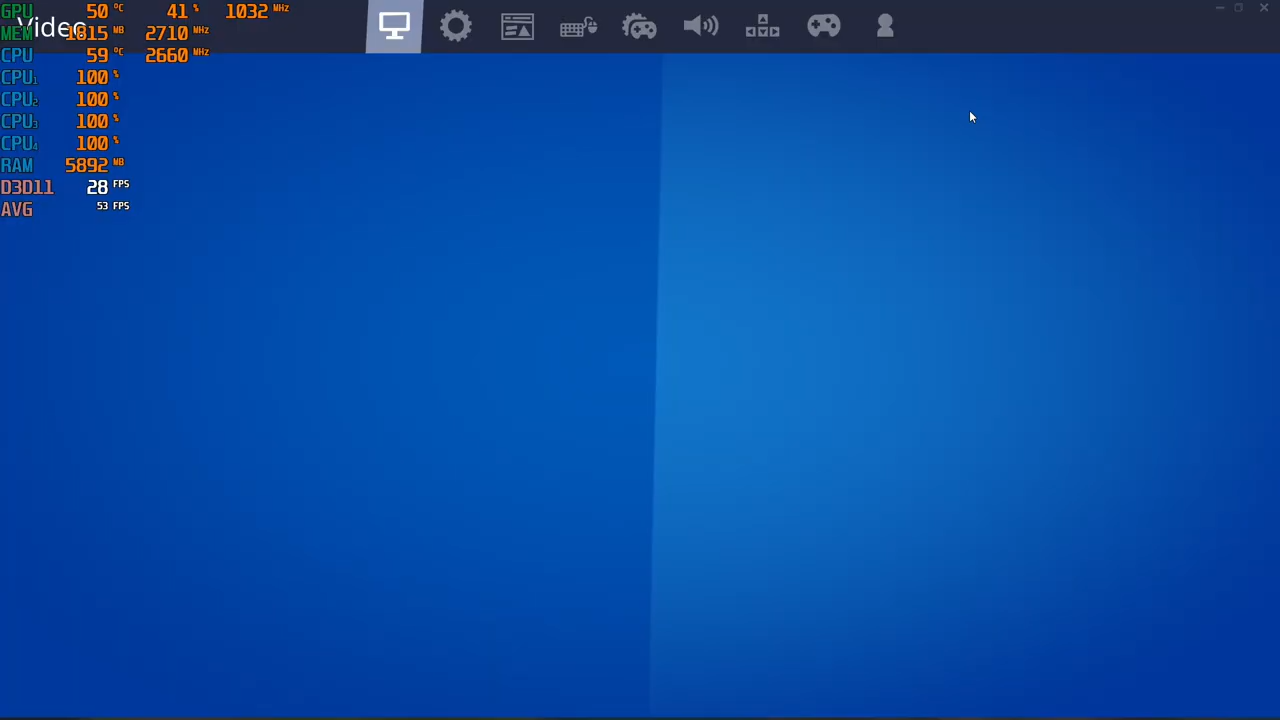 Video
GPU 50 °C 41 % 1032 MHz
MEM 1815 MB 2710 MHz
CPU 59 °C 2660 MHz
CPU1 100 %
CPU2 100 %
CPU3 100 %
CPU4 100 %
RAM 5892 MB
D3D11 28 FPS
AVG 53 FPS